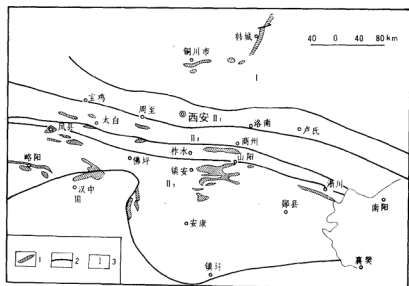 40 0 40 80 km
韩城
铜川市
I
宝鸡
周至
西安 II₁
太白
洛南
卢氏
凤县
II₂
商州
柞水
山阳
略阳
佛坪
镇安
II₃
汉中
III
淅川
南阳
郧县
安康
襄樊
镇坪
1 2 I 3